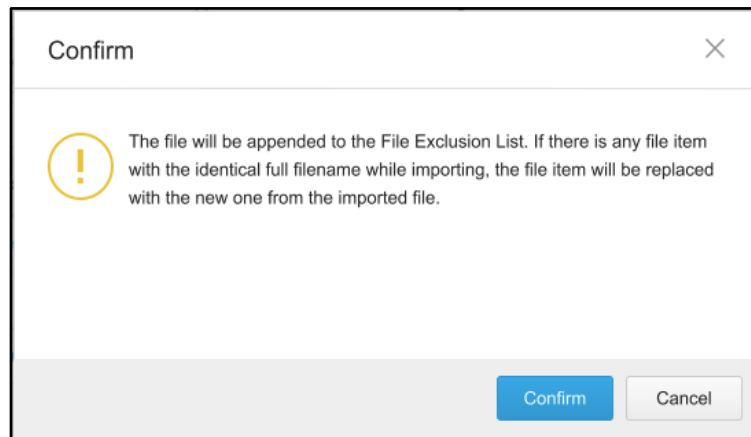 Confirm
The file will be appended to the File Exclusion List. If there is any file item
with the identical full filename while importing, the file item will be replaced
with the new one from the imported file.
Confirm
Cancel